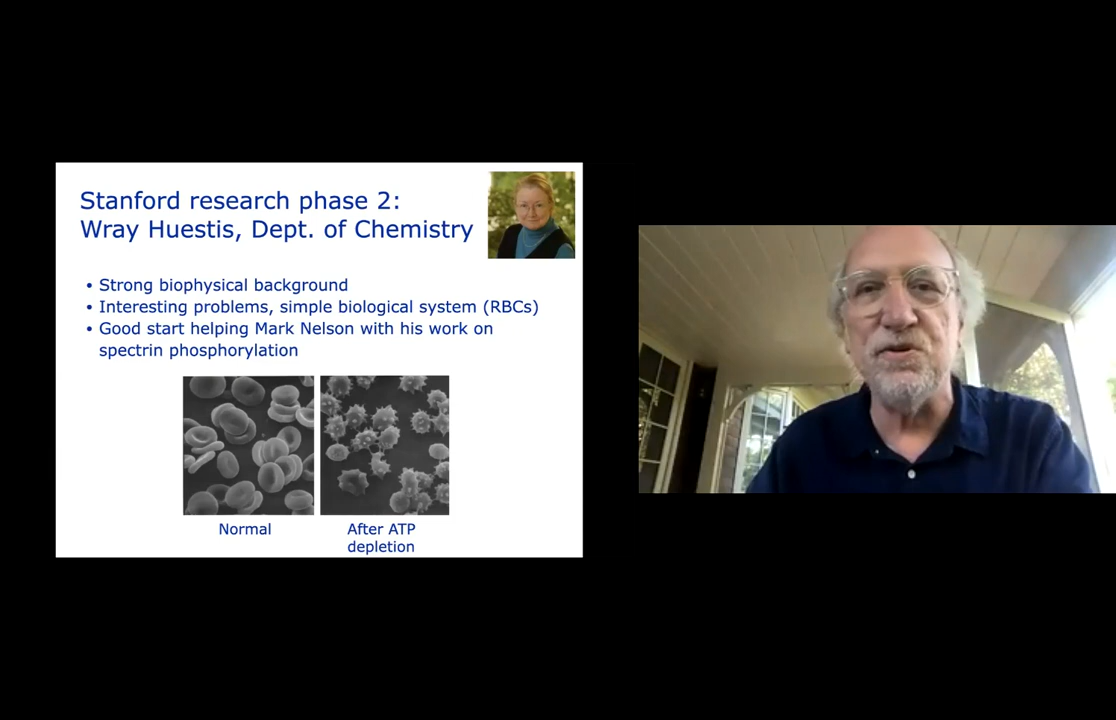 Stanford research phase 2:
Wray Huestis, Dept. of Chemistry
• Strong biophysical background
• Interesting problems, simple biological system (RBCs)
• Good start helping Mark Nelson with his work on
spectrin phosphorylation
Normal
After ATP
depletion